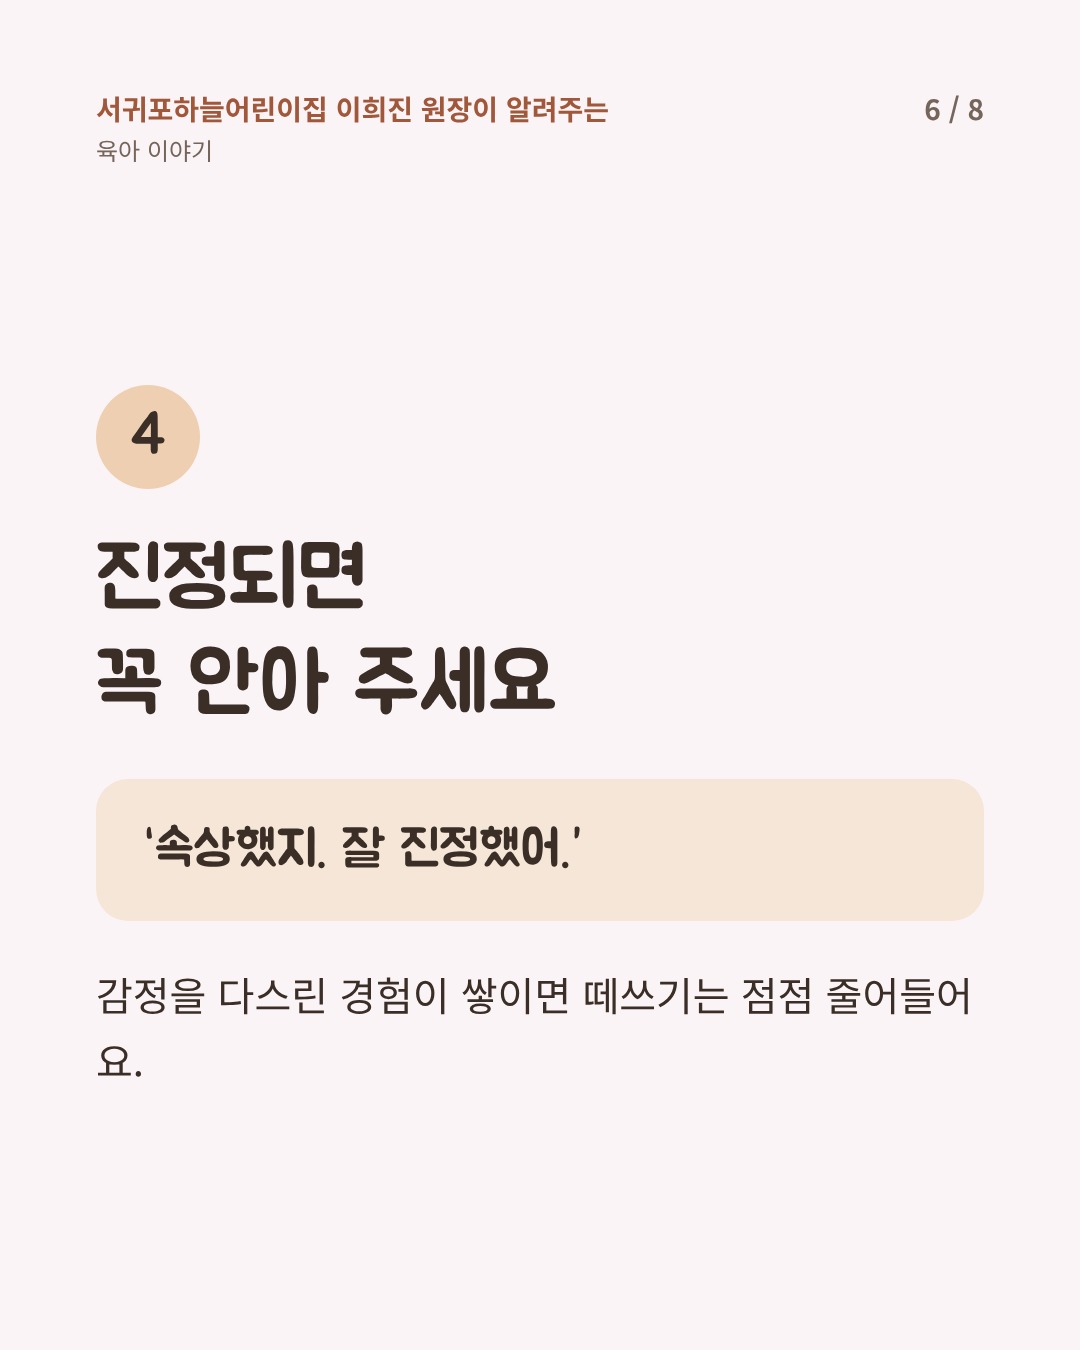 서귀포하늘어린이집 이희진 원장이 알려주는
6 / 8
육아 이야기
4
진정되면
꼭 안아 주세요
‘속상했지. 잘 진정했어.’
감정을 다스린 경험이 쌓이면 떼쓰기는 점점 줄어들어
요.